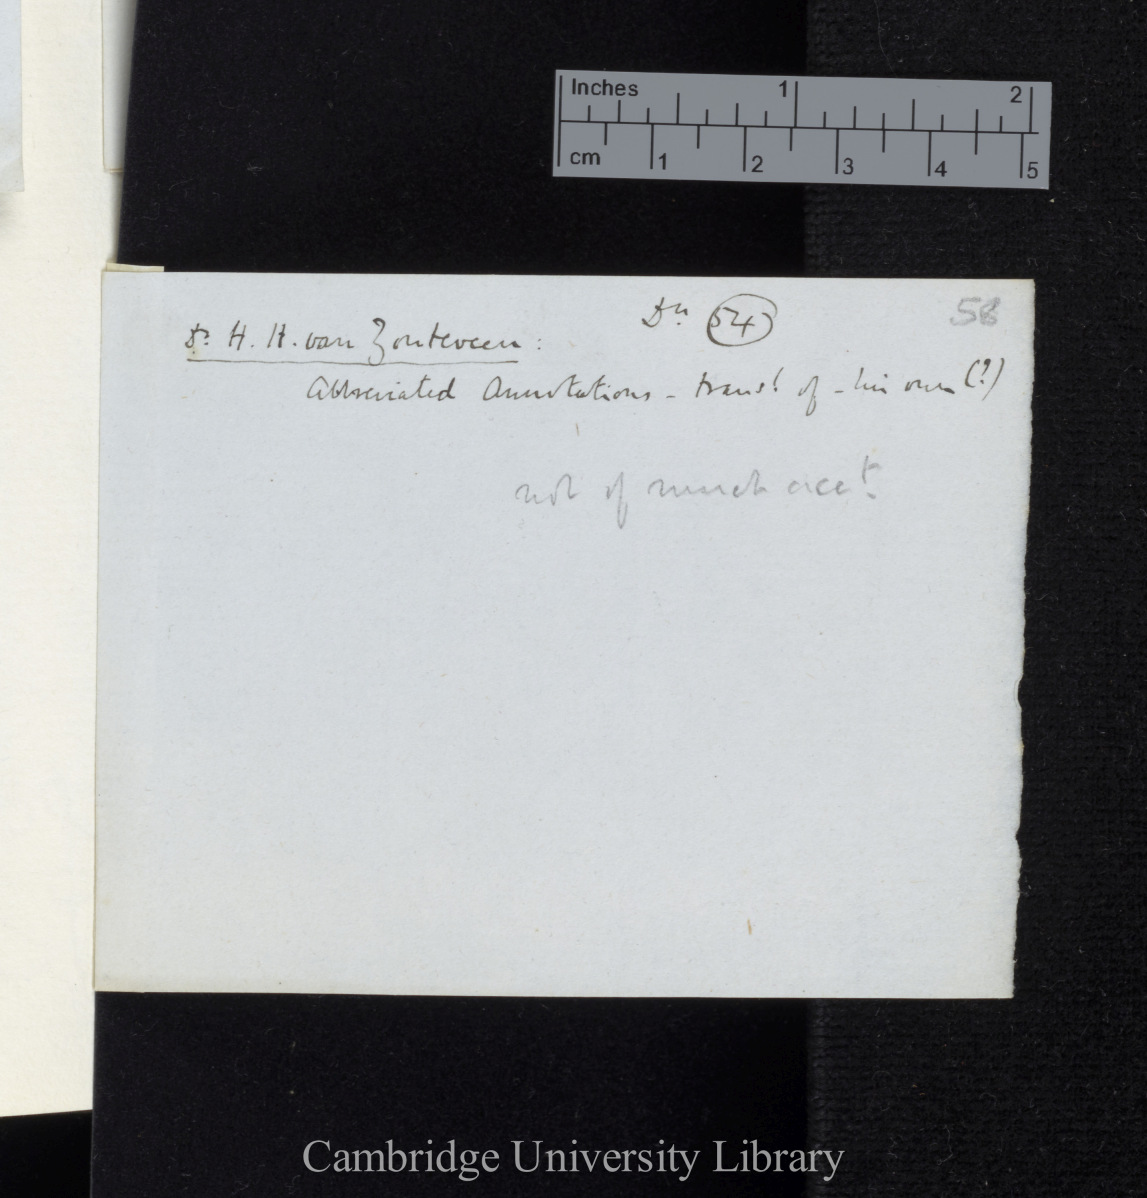 Inches 1 2
cm 1 2 3 4 5
Dn (54) 58
Dr. H. H. van Zouteveen:
Abbreviated Annotations - transl of - his own (?)
not of much acct.
Cambridge University Library